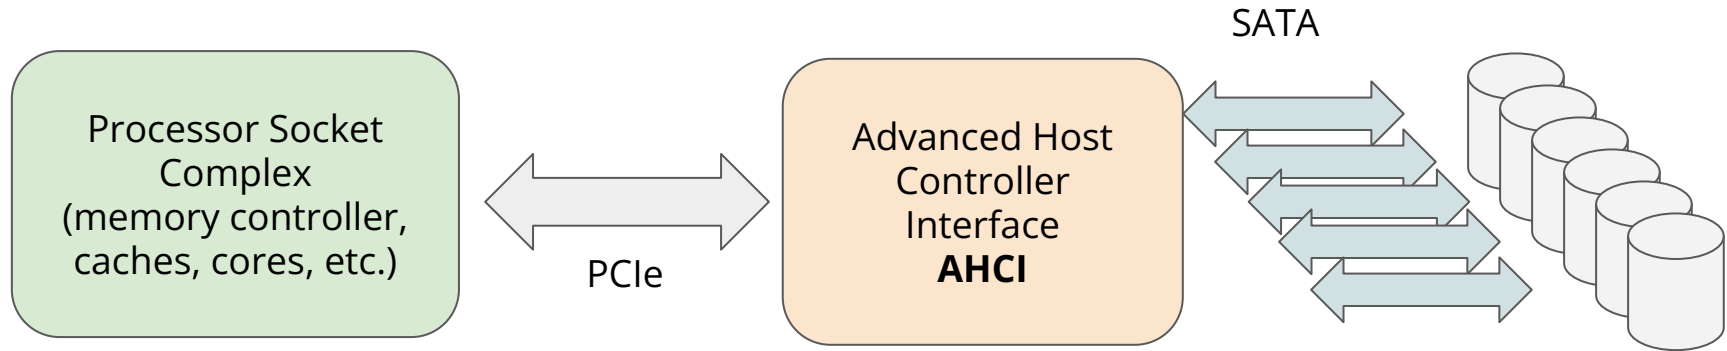 Processor Socket
Complex
(memory controller,
caches, cores, etc.)
PCIe
Advanced Host
Controller
Interface
AHCI
SATA